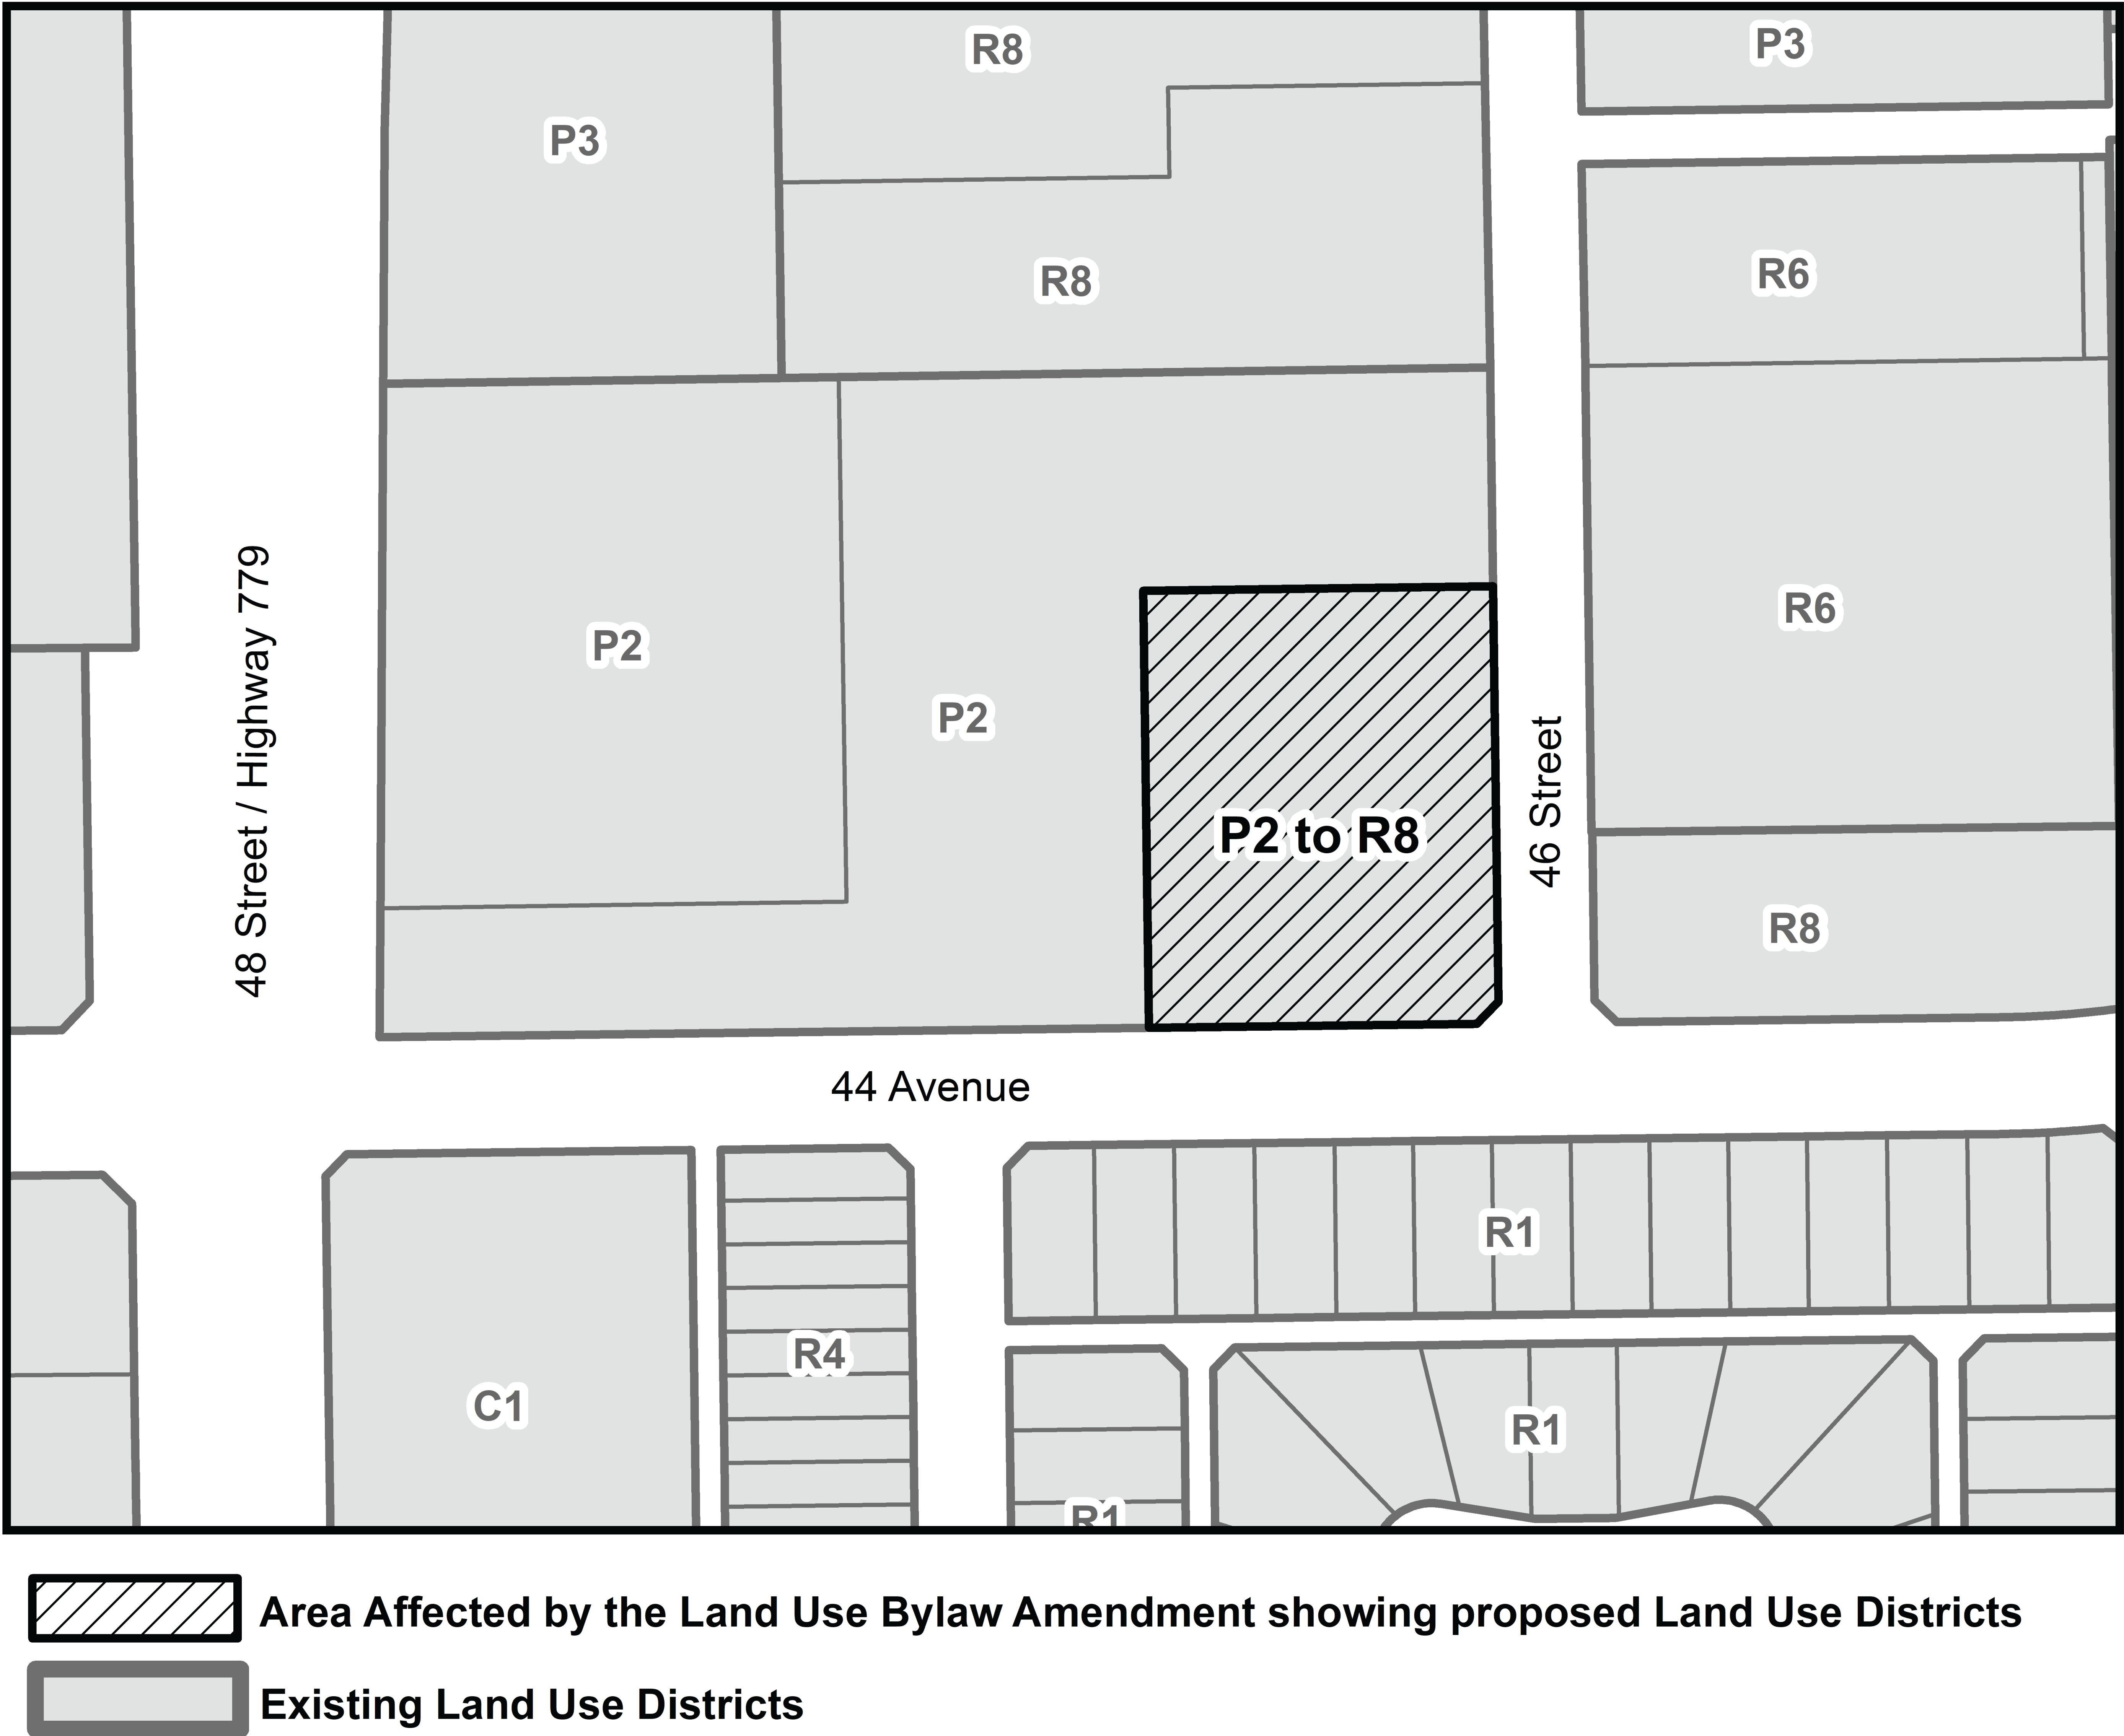 R8
P3
P3
R8
R6
48 Street / Highway 779
P2
R6
P2
46 Street
P2 to R8
R8
44 Avenue
R1
R4
C1
R1
R1
Area Affected by the Land Use Bylaw Amendment showing proposed Land Use Districts
Existing Land Use Districts